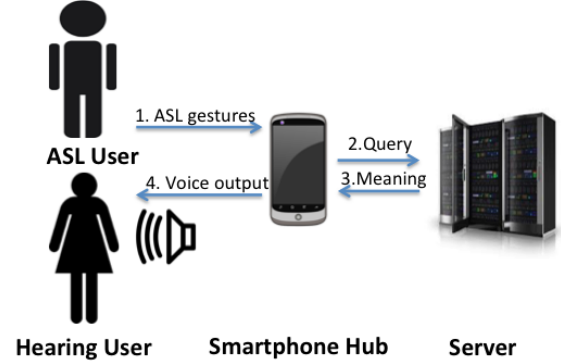 1. ASL gestures
ASL User
2.Query
4. Voice output
3.Meaning
Hearing User
Smartphone Hub
Server